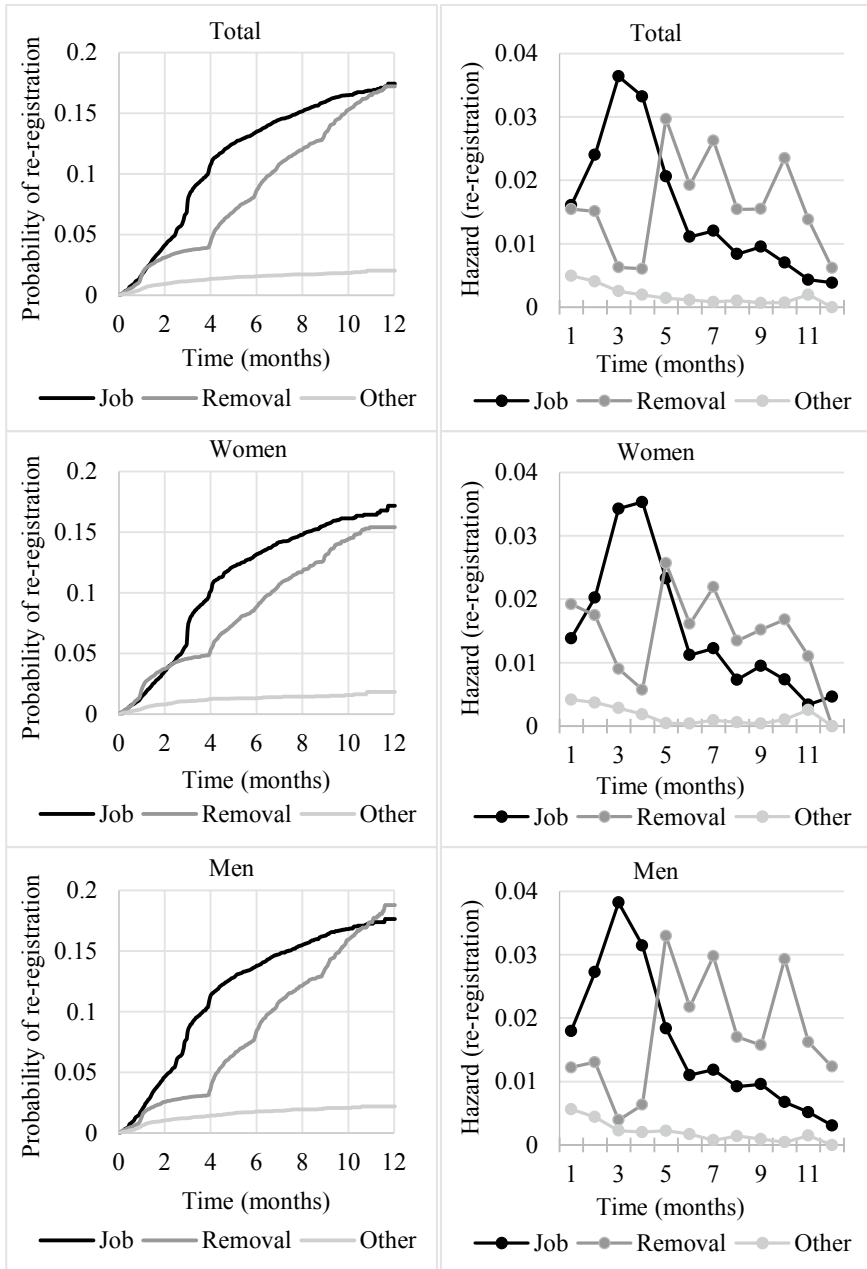 Total
Probability of re-registration
0.2
0.15
0.1
0.05
0
0 2 4 6 8 10 12
Time (months)
Job Removal Other
Total
Hazard (re-registration)
0.04
0.03
0.02
0.01
0
1 3 5 7 9 11
Time (months)
Job Removal Other
Women
Probability of re-registration
0.2
0.15
0.1
0.05
0
0 2 4 6 8 10 12
Time (months)
Job Removal Other
Women
Hazard (re-registration)
0.04
0.03
0.02
0.01
0
1 3 5 7 9 11
Time (months)
Job Removal Other
Men
Probability of re-registration
0.2
0.15
0.1
0.05
0
0 2 4 6 8 10 12
Time (months)
Job Removal Other
Men
Hazard (re-registration)
0.04
0.03
0.02
0.01
0
1 3 5 7 9 11
Time (months)
Job Removal Other